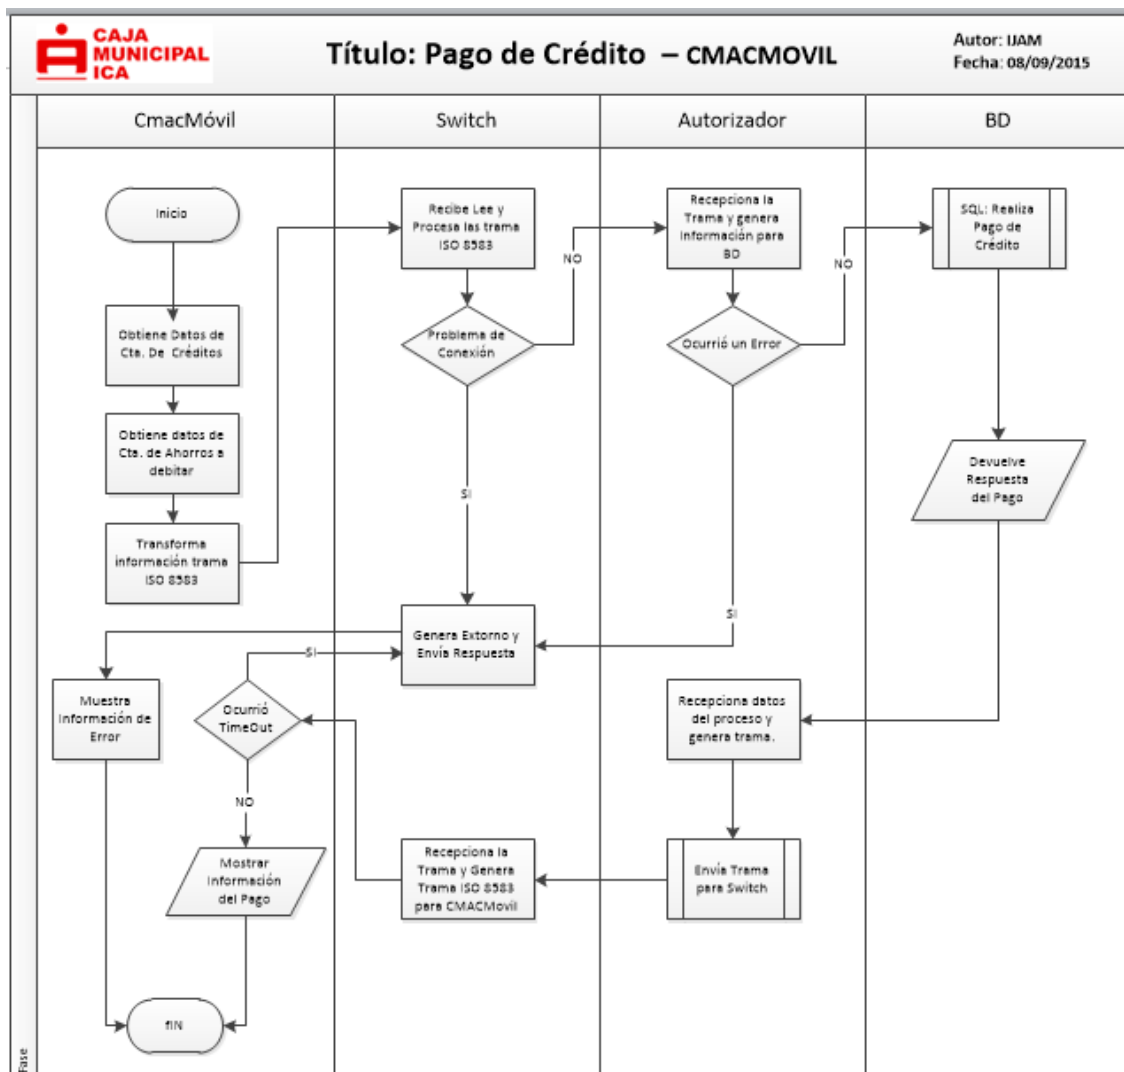 CAJA
MUNICIPAL
ICA
Título: Pago de Crédito – CMACMOVIL
Autor: IJAM
Fecha: 08/09/2015
CmacMóvil
Switch
Autorizador
BD
Inicio
Recibe Lee y
Procesa las trama
ISO 8583
Recepciona la
Trama y genera
Información para
BD
SQL: Realiza
Pago de
Crédito
NO
NO
Obtiene Datos de
Cta. De Créditos
Problema de
Conexión
Ocurrió un Error
Obtiene datos de
Cta. de Ahorros a
debitar
Devuelve
Respuesta
del Pago
SI
Transforma
información trama
ISO 8583
SI
Genera Extorno y
Envía Respuesta
SI
Muestra
Información de
Error
Ocurrió
TimeOut
Recepciona datos
del proceso y
genera trama.
NO
Mostrar
Información
del Pago
Recepciona la
Trama y Genera
Trama ISO 8583
para CMACMovil
Envía Trama
para Switch
fIN
Fase